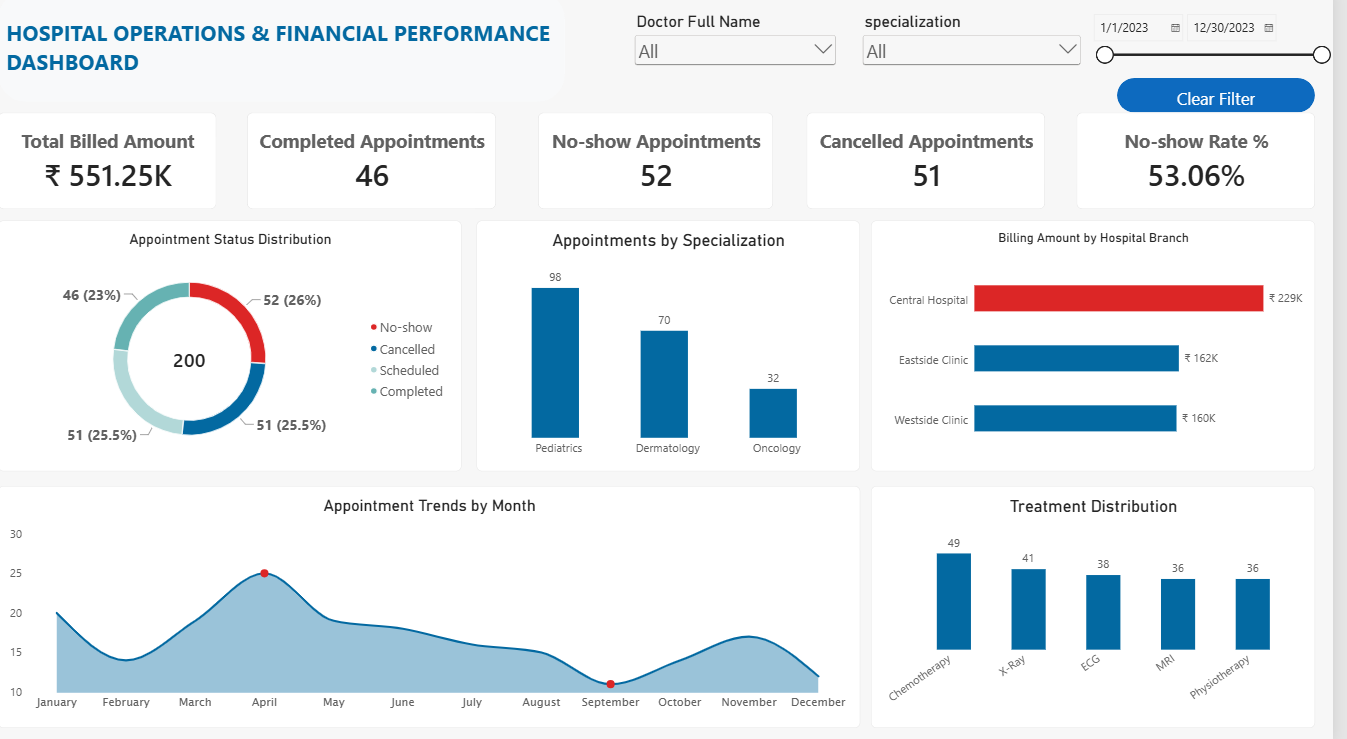 HOSPITAL OPERATIONS & FINANCIAL PERFORMANCE
DASHBOARD
Doctor Full Name
All
specialization
All
1/1/2023
12/30/2023
Clear Filter
Total Billed Amount
₹ 551.25K
Completed Appointments
46
No-show Appointments
52
Cancelled Appointments
51
No-show Rate %
53.06%
Appointment Status Distribution
46 (23%)
52 (26%)
200
51 (25.5%)
51 (25.5%)
No-show
Cancelled
Scheduled
Completed
Appointments by Specialization
98
70
32
Pediatrics
Dermatology
Oncology
Billing Amount by Hospital Branch
Central Hospital
₹ 229K
Eastside Clinic
₹ 162K
Westside Clinic
₹ 160K
Appointment Trends by Month
30
25
20
15
10
January
February
March
April
May
June
July
August
September
October
November
December
Treatment Distribution
49
41
38
36
36
Chemotherapy
X-Ray
ECG
MRI
Physiotherapy